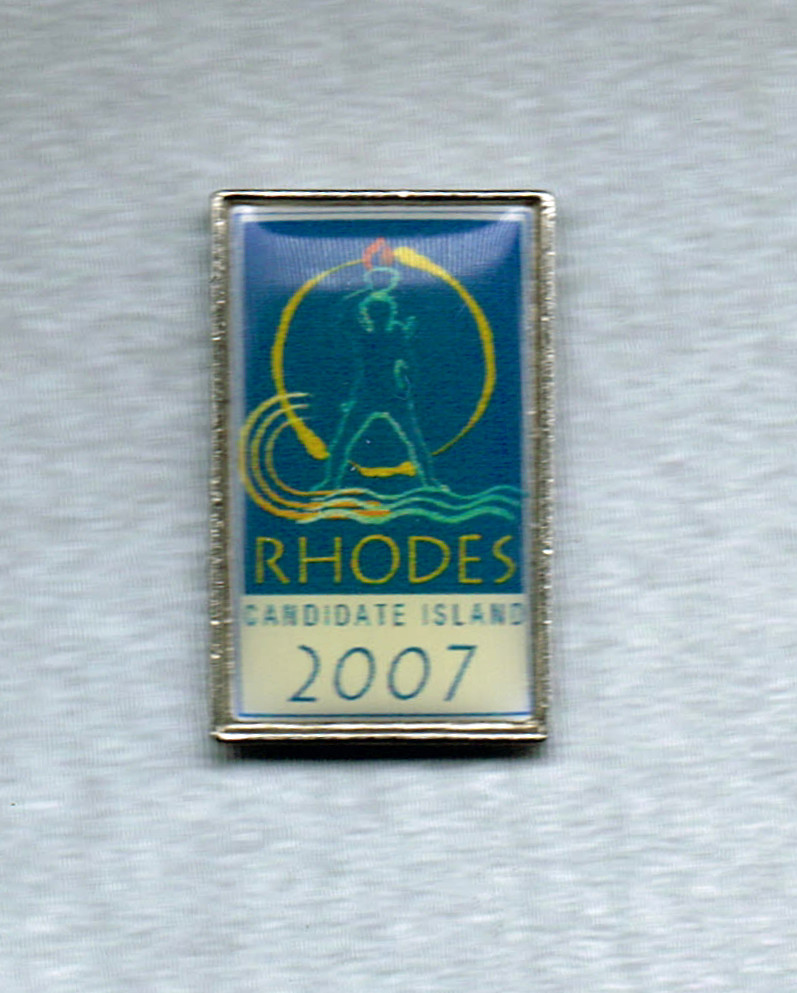 RHODES
CANDIDATE ISLAND
2007